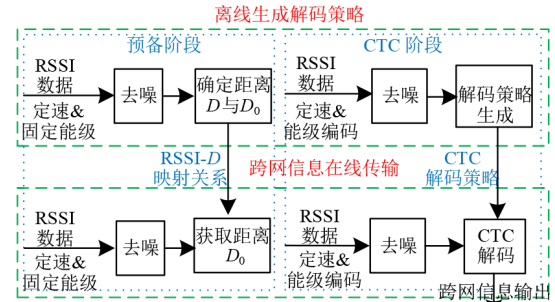 离线生成解码策略
预备阶段
CTC 阶段
RSSI
数据
定速&
固定能级
去噪
确定距离
D与D0
RSSI
数据
定速&
能级编码
去噪
解码策略
生成
RSSI-D
映射关系
跨网信息在线传输
CTC
解码策略
RSSI
数据
定速&
固定能级
去噪
获取距离
D0
RSSI
数据
定速&
能级编码
去噪
CTC
解码
跨网信息输出